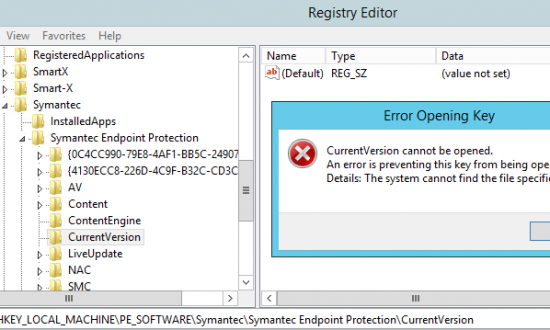 Registry Editor
View Favorites Help
RegisteredApplications
SmartX
Smart-X
Symantec
InstalledApps
Symantec Endpoint Protection
{0C4CC990-79E8-4AF1-BB5C-24907
{4130ECC8-226D-4C9F-B32C-CD3C
AV
Content
ContentEngine
CurrentVersion
LiveUpdate
NAC
SMC
Name Type Data
ab (Default) REG_SZ (value not set)
Error Opening Key
CurrentVersion cannot be opened.
An error is preventing this key from being ope
Details: The system cannot find the file specifie
HKEY_LOCAL_MACHINE\PE_SOFTWARE\Symantec\Symantec Endpoint Protection\CurrentVersion